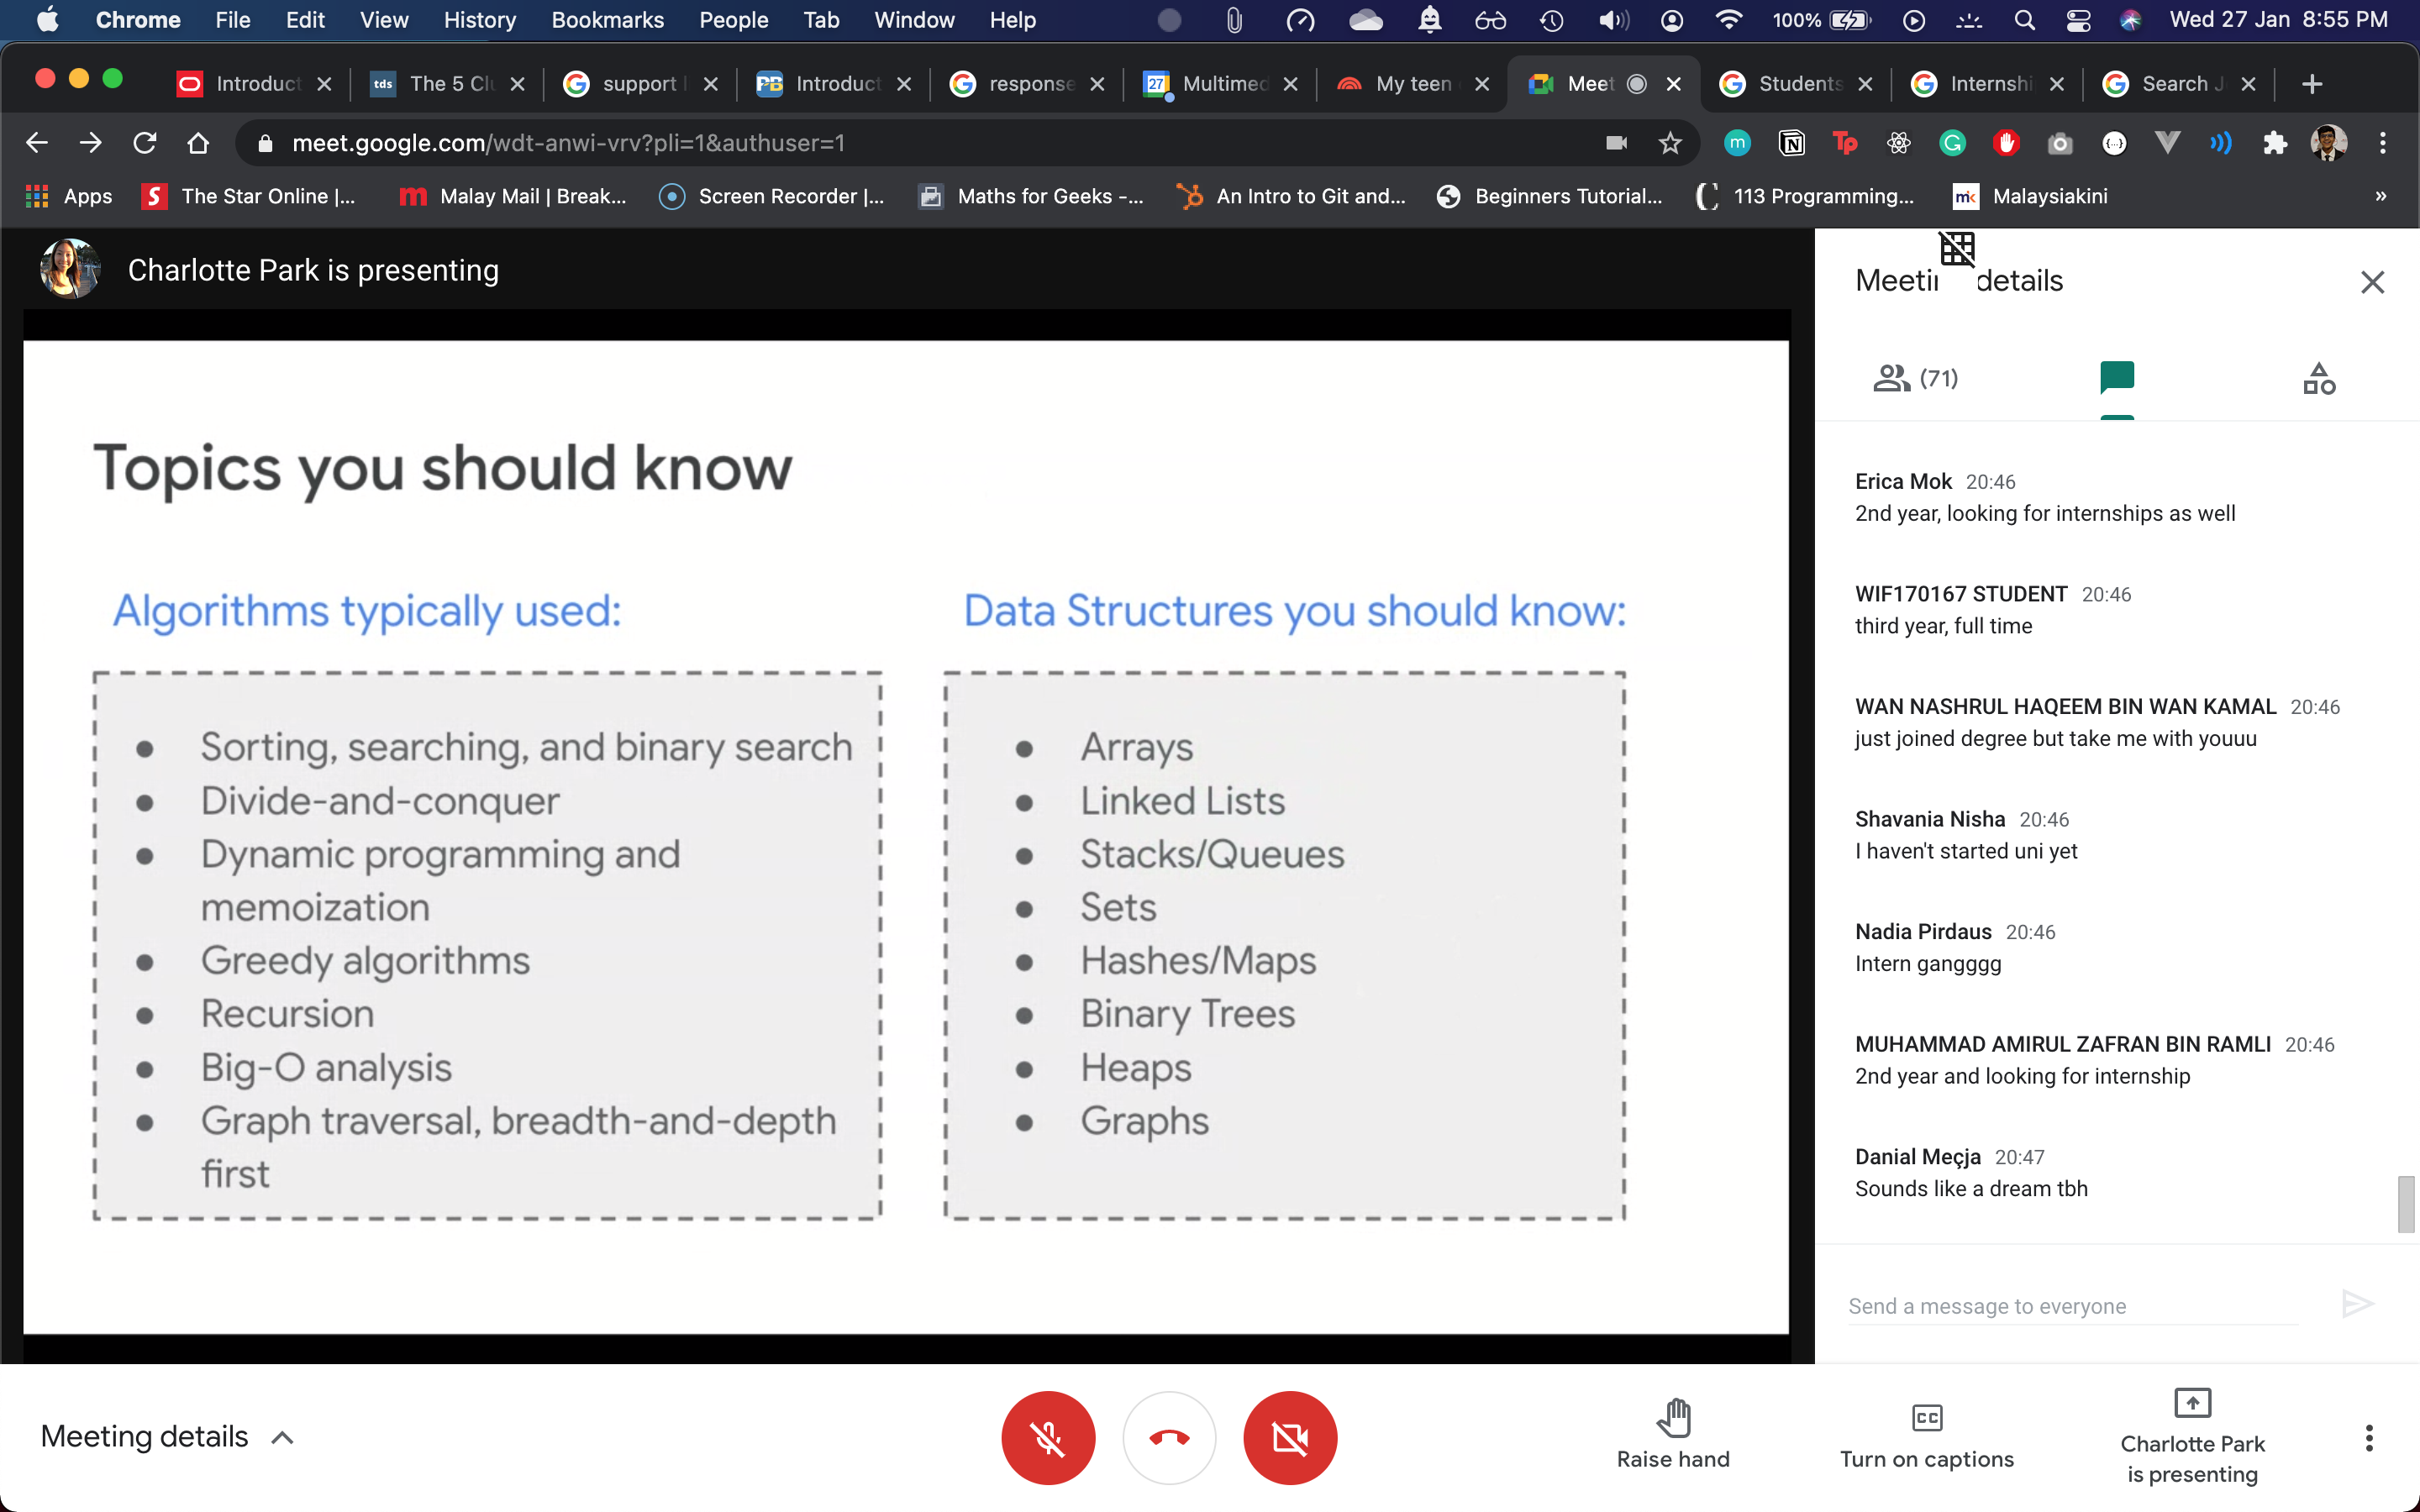 Chrome File Edit View History Bookmarks People Tab Window Help 100% Wed 27 Jan 8:55 PM
Introduct tds The 5 Clu support PB Introduct response 27 Multimed My teen Meet Students Internshi Search J
meet.google.com/wdt-anwi-vrv?pli=1&authuser=1
Apps The Star Online |... Malay Mail | Break... Screen Recorder |... Maths for Geeks -... An Intro to Git and... Beginners Tutorial... 113 Programming... Malaysiakini »
Charlotte Park is presenting
Topics you should know
Algorithms typically used:
● Sorting, searching, and binary search
● Divide-and-conquer
● Dynamic programming and
memoization
● Greedy algorithms
● Recursion
● Big-O analysis
● Graph traversal, breadth-and-depth
first
Data Structures you should know:
● Arrays
● Linked Lists
● Stacks/Queues
● Sets
● Hashes/Maps
● Binary Trees
● Heaps
● Graphs
Meetin details
(71)
Erica Mok 20:46
2nd year, looking for internships as well
WIF170167 STUDENT 20:46
third year, full time
WAN NASHRUL HAQEEM BIN WAN KAMAL 20:46
just joined degree but take me with youuu
Shavania Nisha 20:46
I haven't started uni yet
Nadia Pirdaus 20:46
Intern gangggg
MUHAMMAD AMIRUL ZAFRAN BIN RAMLI 20:46
2nd year and looking for internship
Danial Meçja 20:47
Sounds like a dream tbh
Send a message to everyone
Meeting details
Raise hand
Turn on captions
Charlotte Park
is presenting